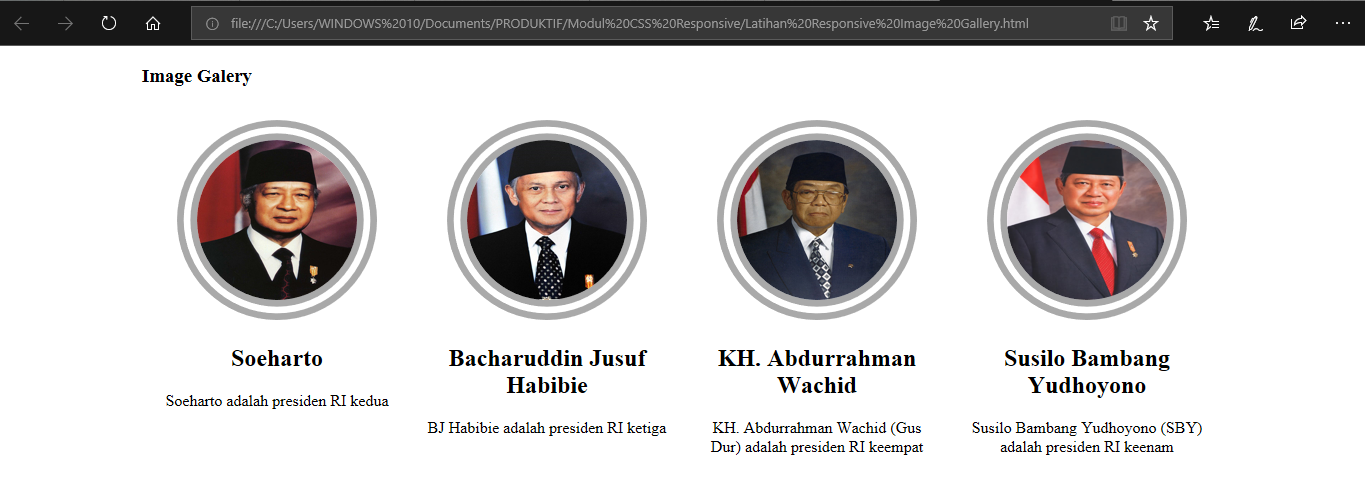 file:///C:/Users/WINDOWS%2010/Documents/PRODUKTIF/Modul%20CSS%20Responsive/Latihan%20Responsive%20Image%20Gallery.html
Image Galery
Soeharto
Soeharto adalah presiden RI kedua
Bacharuddin Jusuf
Habibie
BJ Habibie adalah presiden RI ketiga
KH. Abdurrahman
Wachid
KH. Abdurrahman Wachid (Gus
Dur) adalah presiden RI keempat
Susilo Bambang
Yudhoyono
Susilo Bambang Yudhoyono (SBY)
adalah presiden RI keenam